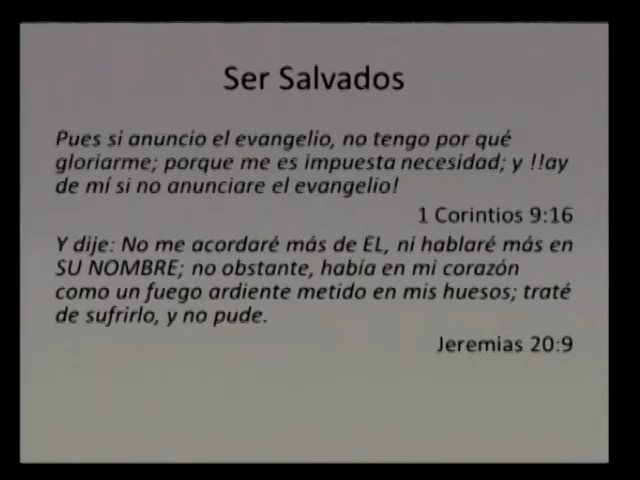 Ser Salvados
Pues si anuncio el evangelio, no tengo por qué
gloriarme; porque me es impuesta necesidad; y !!ay
de mí si no anunciare el evangelio!
1 Corintios 9:16
Y dije: No me acordaré más de EL, ni hablaré más en
SU NOMBRE; no obstante, había en mi corazón
como un fuego ardiente metido en mis huesos; traté
de sufrirlo, y no pude.
Jeremias 20:9